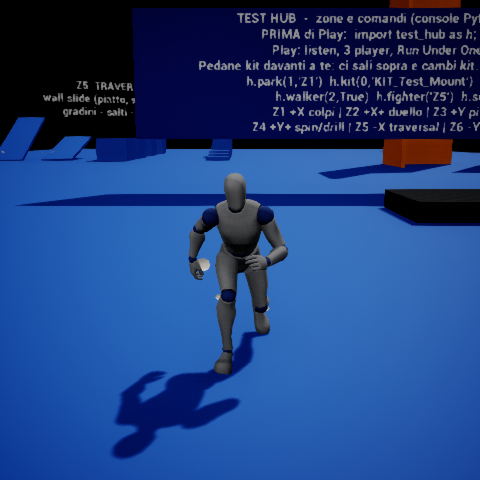 TEST HUB - zone e comandi (console Pyt
PRIMA di Play: import test_hub as h;
Play: listen, 3 player, Run Under One
Pedane kit davanti a te: ci sali sopra e cambi kit.
h.park(1,'Z1') h.kit(0,'KIT_Test_Mount')
h.walker(2,True) h.fighter('Z5') h.s
Z1 +X colpi | Z2 +X+ duello | Z3 +Y pi
Z4 +Y+ spin/drill | Z5 -X traversal | Z6 -Y
Z5 TRAVER
wall slide (piatto, s
gradini - salti -